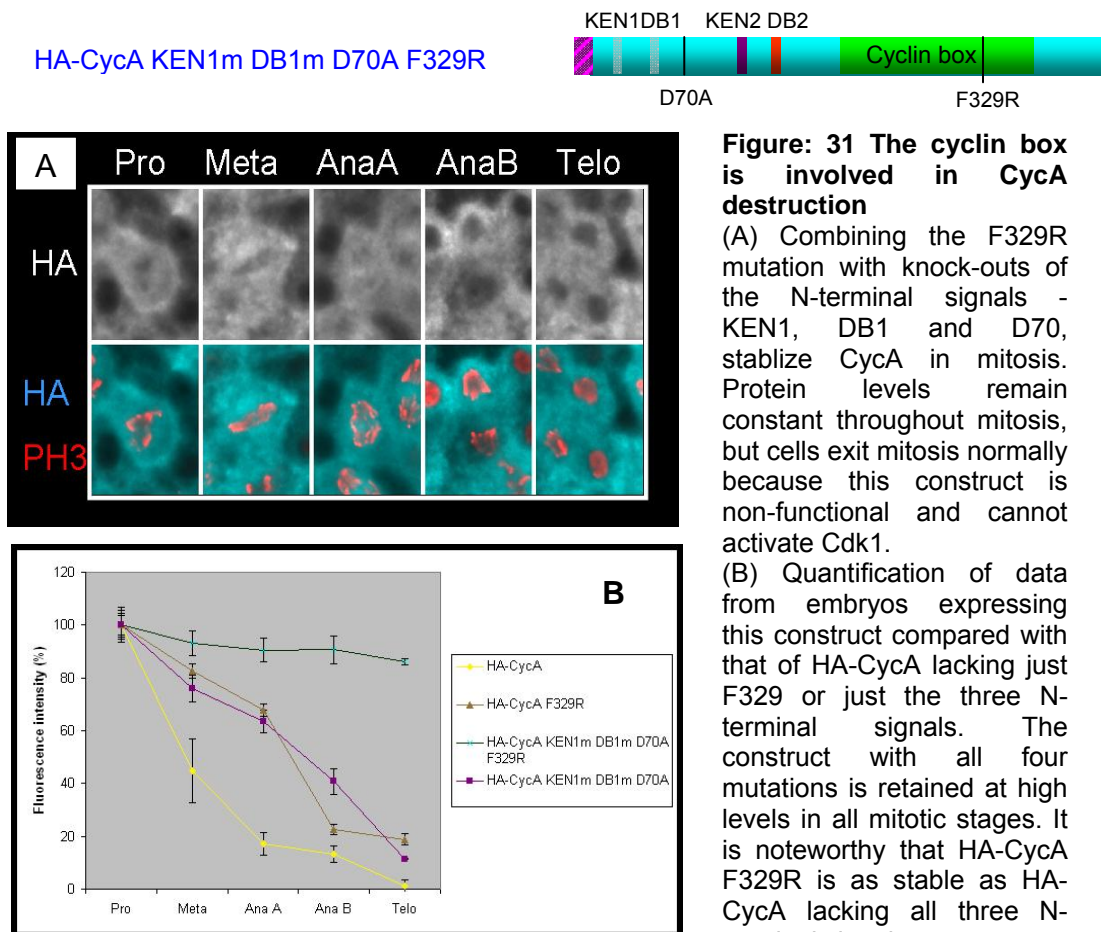 KEN1DB1 KEN2 DB2
HA-CycA KEN1m DB1m D70A F329R
Cyclin box
D70A
F329R
A
Pro Meta AnaA AnaB Telo
HA
HA
PH3
Figure: 31 The cyclin box
is involved in CycA
destruction
(A) Combining the F329R
mutation with knock-outs of
the N-terminal signals -
KEN1, DB1 and D70,
stablize CycA in mitosis.
Protein levels remain
constant throughout mitosis,
but cells exit mitosis normally
because this construct is
non-functional and cannot
activate Cdk1.
(B) Quantification of data
from embryos expressing
this construct compared with
that of HA-CycA lacking just
F329 or just the three N-
terminal signals. The
construct with all four
mutations is retained at high
levels in all mitotic stages. It
is noteworthy that HA-CycA
F329R is as stable as HA-
CycA lacking all three N-
B
Fluorescence intensity (%)
120
100
80
60
40
20
0
Pro Meta Ana A Ana B Telo
HA-CycA
HA-CycA F329R
HA-CycA KEN1m DB1m D70A
F329R
HA-CycA KEN1m DB1m D70A